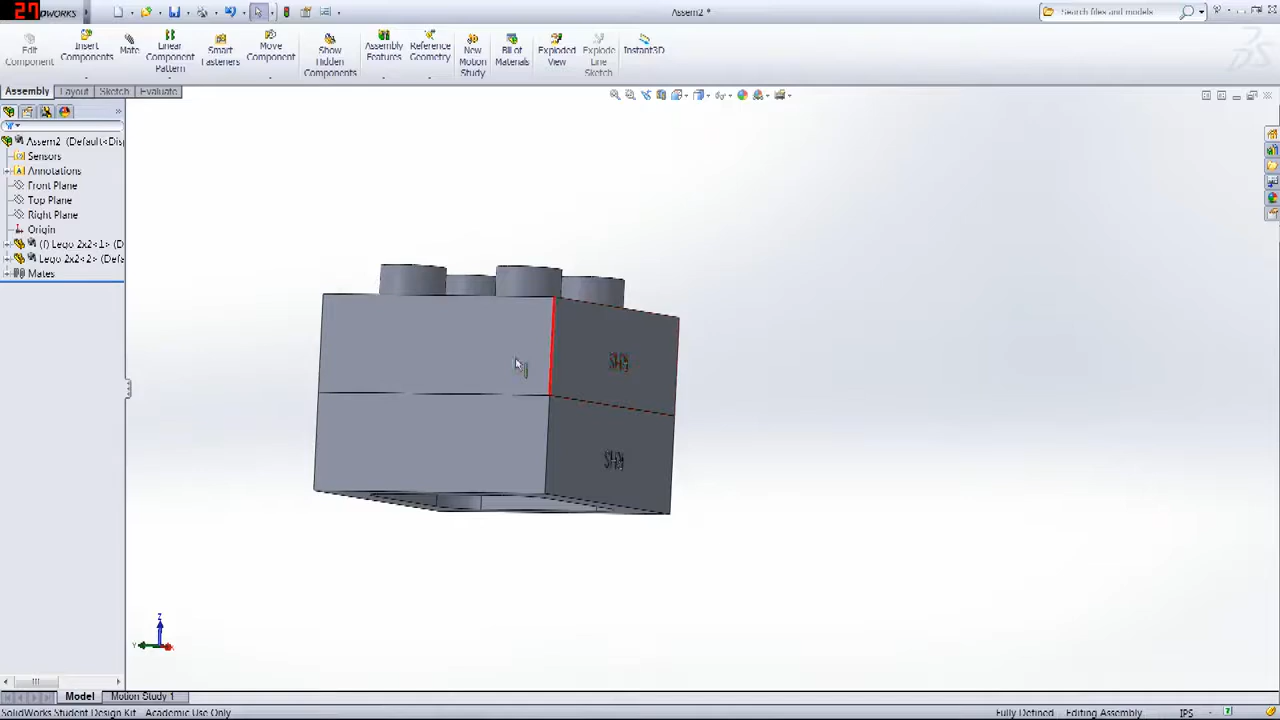 27
Assem2 *
Search files and models
?
Edit Component
Insert Components
Mate
Linear Component Pattern
Smart Fasteners
Move Component
Show Hidden Components
Assembly Features
Reference Geometry
New Motion Study
Bill of Materials
Exploded View
Explode Line Sketch
Instant3D
Assembly
Layout
Sketch
Evaluate
Assem2 (Default<Disp
Sensors
Annotations
Front Plane
Top Plane
Right Plane
Origin
(f) Lego 2x2<1> (D
Lego 2x2<2> (Defa
Mates
Z
Y
Model
Motion Study 1
SolidWorks Student Design Kit - Academic Use Only
Fully Defined
Editing Assembly
IPS
?